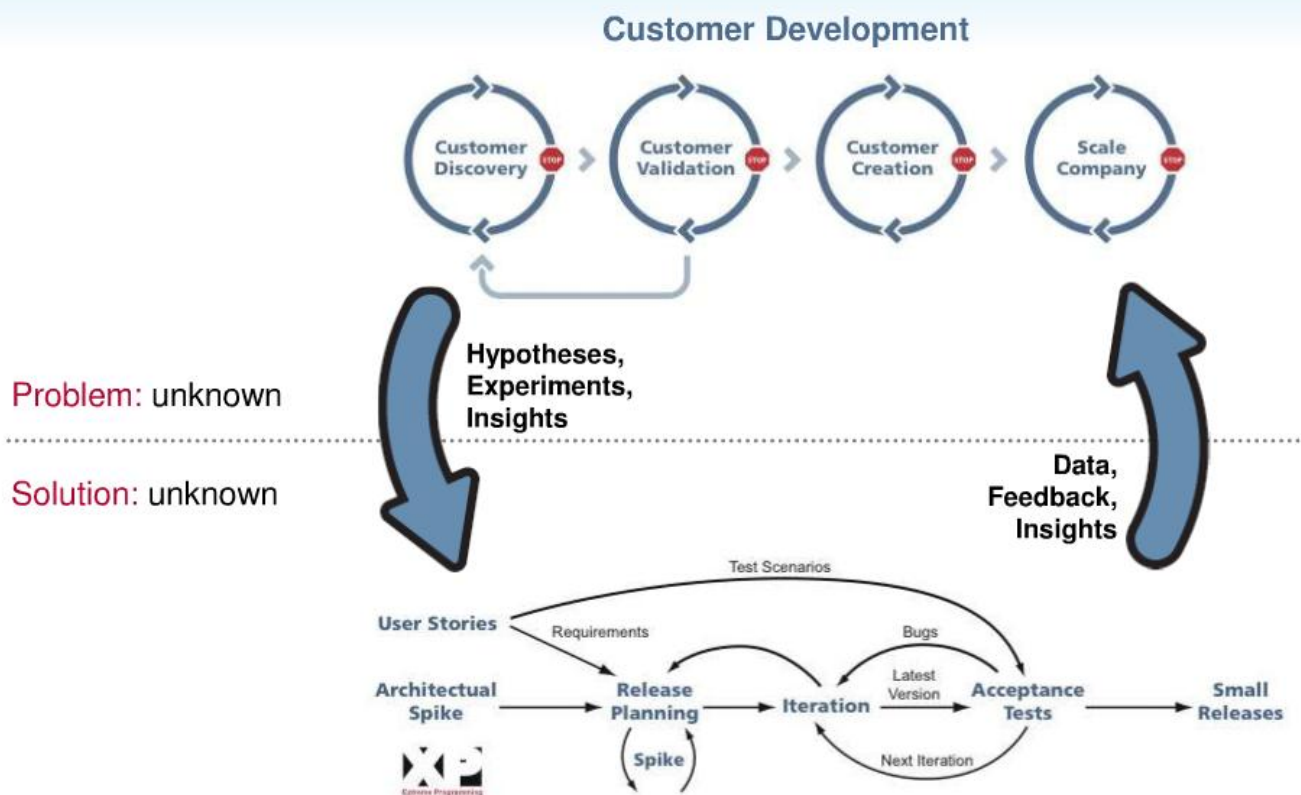 Customer Development
Customer
Discovery
STOP
Customer
Validation
STOP
Customer
Creation
STOP
Scale
Company
STOP
Hypotheses,
Experiments,
Insights
Problem: unknown
Solution: unknown
Data,
Feedback,
Insights
Test Scenarios
User Stories
Requirements
Bugs
Architectual
Spike
Release
Planning
Iteration
Latest
Version
Acceptance
Tests
Small
Releases
Spike
Next Iteration
XP
Extreme Programming